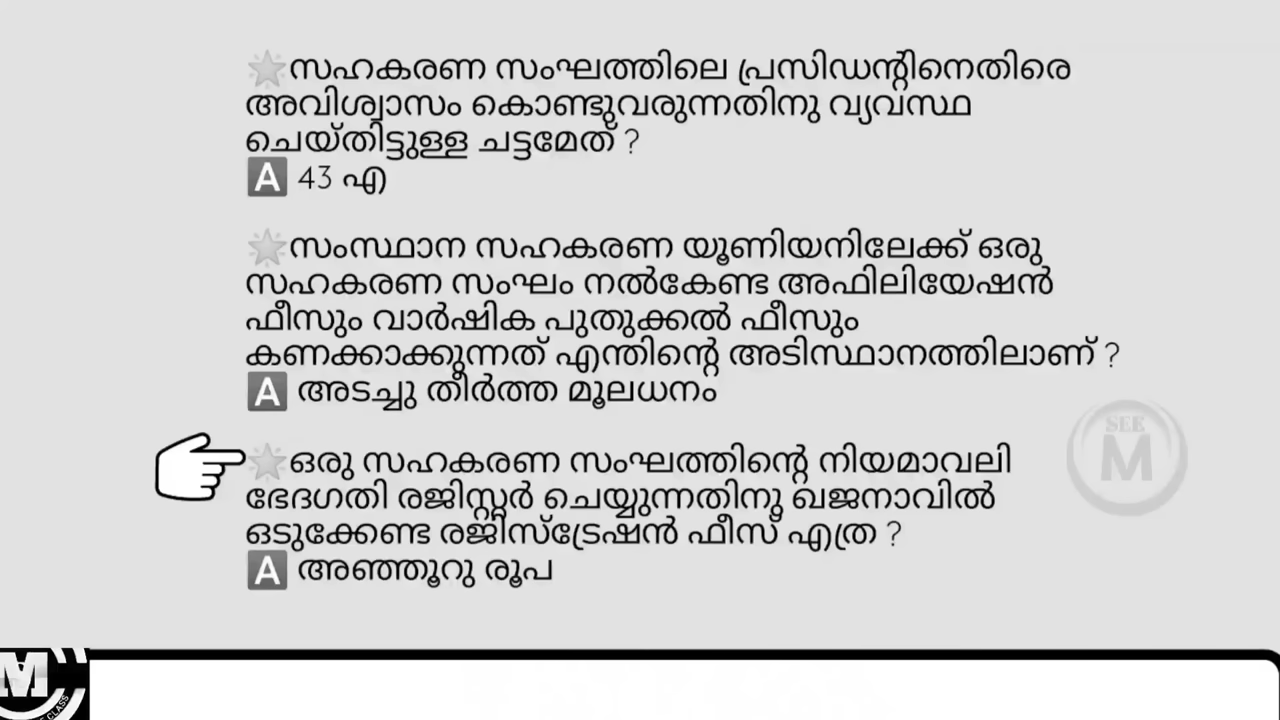 സഹകരണ സംഘത്തിലെ പ്രസിഡന്റിനെതിരെ
അവിശ്വാസം കൊണ്ടുവരുന്നതിനു വ്യവസ്ഥ
ചെയ്തിട്ടുള്ള ചട്ടമേത് ?
A 43 എ
സംസ്ഥാന സഹകരണ യൂണിയനിലേക്ക് ഒരു
സഹകരണ സംഘം നൽകേണ്ട അഫിലിയേഷൻ
ഫീസും വാർഷിക പുതുക്കൽ ഫീസും
കണക്കാക്കുന്നത് എന്തിന്റെ അടിസ്ഥാനത്തിലാണ് ?
A അടച്ചു തീർത്ത മൂലധനം
ഒരു സഹകരണ സംഘത്തിന്റെ നിയമാവലി
ഭേദഗതി രജിസ്റ്റർ ചെയ്യുന്നതിനു ഖജനാവിൽ
ഒടുക്കേണ്ട രജിസ്ട്രേഷൻ ഫീസ് എത്ര ?
A അഞ്ഞൂറു രൂപ
SEE
M
M
CLASS